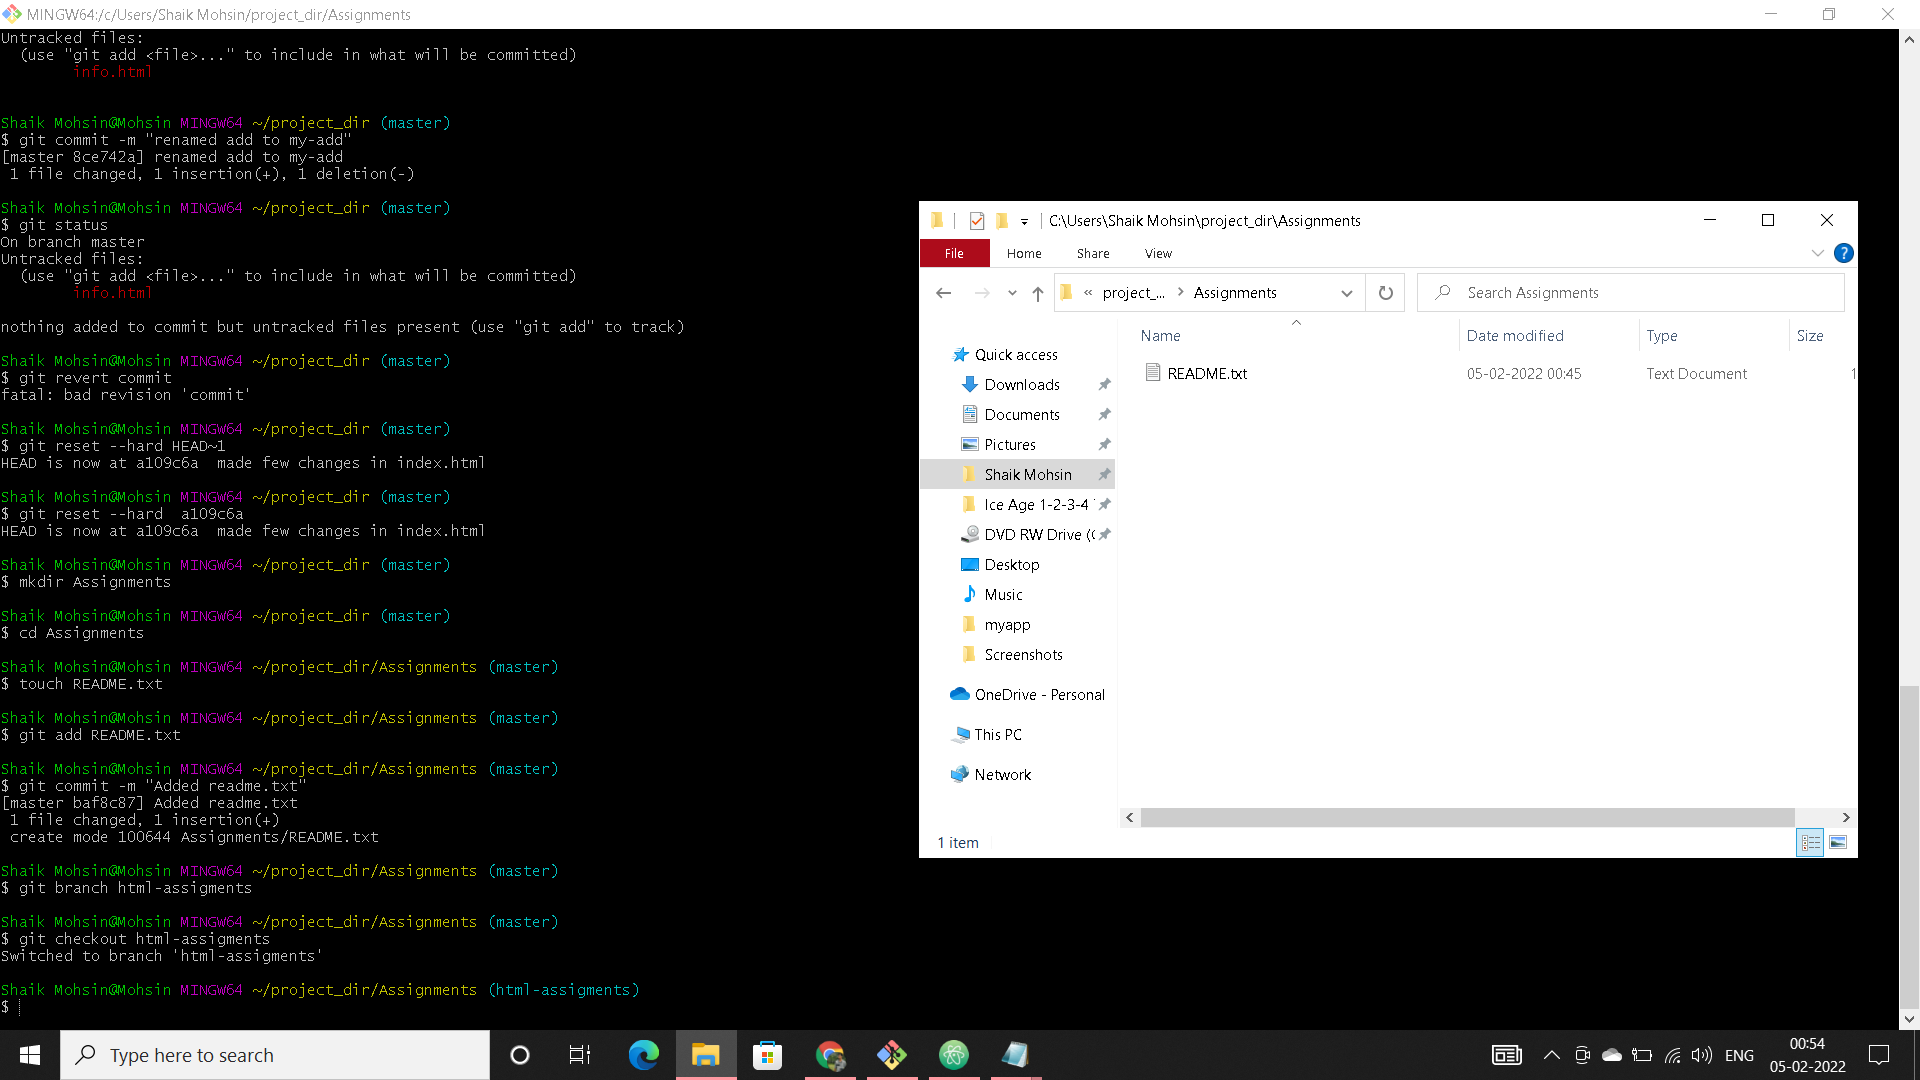 MINGW64:/c/Users/Shaik Mohsin/project_dir/Assignments
Untracked files:
  (use "git add <file>..." to include in what will be committed)
        info.html
Shaik Mohsin@Mohsin MINGW64 ~/project_dir (master)
$ git commit -m "renamed add to my-add"
[master 8ce742a] renamed add to my-add
 1 file changed, 1 insertion(+), 1 deletion(-)
Shaik Mohsin@Mohsin MINGW64 ~/project_dir (master)
$ git status
On branch master
Untracked files:
  (use "git add <file>..." to include in what will be committed)
        info.html
nothing added to commit but untracked files present (use "git add" to track)
Shaik Mohsin@Mohsin MINGW64 ~/project_dir (master)
$ git revert commit
fatal: bad revision 'commit'
Shaik Mohsin@Mohsin MINGW64 ~/project_dir (master)
$ git reset --hard HEAD~1
HEAD is now at a109c6a  made few changes in index.html
Shaik Mohsin@Mohsin MINGW64 ~/project_dir (master)
$ git reset --hard  a109c6a
HEAD is now at a109c6a  made few changes in index.html
Shaik Mohsin@Mohsin MINGW64 ~/project_dir (master)
$ mkdir Assignments
Shaik Mohsin@Mohsin MINGW64 ~/project_dir (master)
$ cd Assignments
Shaik Mohsin@Mohsin MINGW64 ~/project_dir/Assignments (master)
$ touch README.txt
Shaik Mohsin@Mohsin MINGW64 ~/project_dir/Assignments (master)
$ git add README.txt
Shaik Mohsin@Mohsin MINGW64 ~/project_dir/Assignments (master)
$ git commit -m "Added readme.txt"
[master baf8c87] Added readme.txt
 1 file changed, 1 insertion(+)
 create mode 100644 Assignments/README.txt
Shaik Mohsin@Mohsin MINGW64 ~/project_dir/Assignments (master)
$ git branch html-assigments
Shaik Mohsin@Mohsin MINGW64 ~/project_dir/Assignments (master)
$ git checkout html-assigments
Switched to branch 'html-assigments'
Shaik Mohsin@Mohsin MINGW64 ~/project_dir/Assignments (html-assigments)
$
C:\Users\Shaik Mohsin\project_dir\Assignments
File Home Share View
« project_... > Assignments
Search Assignments
Name Date modified Type Size
README.txt 05-02-2022 00:45 Text Document 1
Quick access
Downloads
Documents
Pictures
Shaik Mohsin
Ice Age 1-2-3-4
DVD RW Drive (
Desktop
Music
myapp
Screenshots
OneDrive - Personal
This PC
Network
1 item
Type here to search
ENG
00:54
05-02-2022